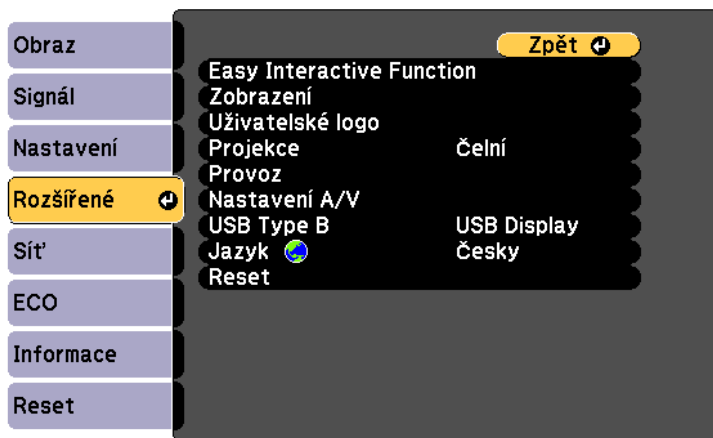 Obraz
Signál
Nastavení
Rozšířené
Síť
ECO
Informace
Reset
Zpět
Easy Interactive Function
Zobrazení
Uživatelské logo
Projekce Čelní
Provoz
Nastavení A/V
USB Type B USB Display
Jazyk Česky
Reset